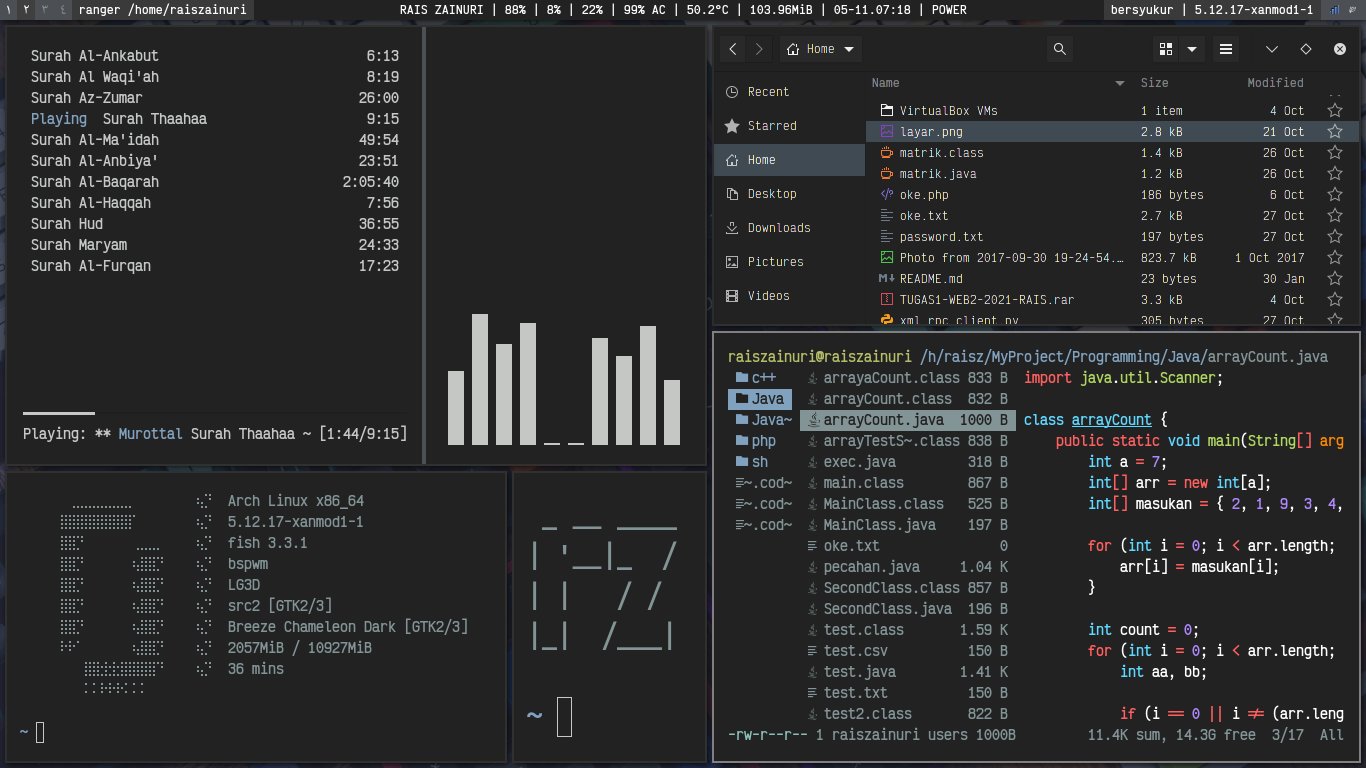 ١ ٢ ٣ ٤ ranger /home/raiszainuri
RAIS ZAINURI | 88% | 8% | 22% | 99% AC | 50.2°C | 103.96MiB | 05-11.07:18 | POWER
bersyukur | 5.12.17-xanmod1-1
Surah Al-Ankabut 6:13
Surah Al Waqi'ah 8:19
Surah Az-Zumar 26:00
Playing Surah Thaahaa 9:15
Surah Al-Ma'idah 49:54
Surah Al-Anbiya' 23:51
Surah Al-Baqarah 2:05:40
Surah Al-Haqqah 7:56
Surah Hud 36:55
Surah Maryam 24:33
Surah Al-Furqan 17:23
Playing: ** Murottal Surah Thaahaa ~ [1:44/9:15]
Home
Name Size Modified
Recent
Starred
Home
Desktop
Downloads
Pictures
Videos
VirtualBox VMs 1 item 4 Oct
layar.png 2.8 kB 21 Oct
matrik.class 1.4 kB 26 Oct
matrik.java 1.2 kB 26 Oct
oke.php 186 bytes 6 Oct
oke.txt 2.7 kB 27 Oct
password.txt 197 bytes 27 Oct
Photo from 2017-09-30 19-24-54.… 823.7 kB 1 Oct 2017
README.md 23 bytes 30 Jan
TUGAS1-WEB2-2021-RAIS.rar 3.3 kB 4 Oct
xml rpc client.py 305 bytes 27 Oct
Arch Linux x86_64
5.12.17-xanmod1-1
fish 3.3.1
bspwm
LG3D
src2 [GTK2/3]
Breeze Chameleon Dark [GTK2/3]
2057MiB / 10927MiB
36 mins
~
~
raiszainuri@raiszainuri /h/raisz/MyProject/Programming/Java/arrayCount.java
c++
Java
Java~
php
sh
~.cod~
~.cod~
arrayaCount.class 833 B
arrayCount.class 832 B
arrayCount.java 1000 B
arrayTestS~.class 838 B
exec.java 318 B
main.class 867 B
MainClass.class 525 B
MainClass.java 197 B
oke.txt 0
pecahan.java 1.04 K
SecondClass.class 857 B
SecondClass.java 196 B
test.class 1.59 K
test.csv 150 B
test.java 1.41 K
test.txt 150 B
test2.class 822 B
import java.util.Scanner;
class arrayCount {
public static void main(String[] arg
int a = 7;
int[] arr = new int[a];
int[] masukan = { 2, 1, 9, 3, 4,
for (int i = 0; i < arr.length;
arr[i] = masukan[i];
}
int count = 0;
for (int i = 0; i < arr.length;
int aa, bb;
if (i == 0 || i != (arr.leng
-rw-r--r-- 1 raiszainuri users 1000B 11.4K sum, 14.3G free 3/17 All